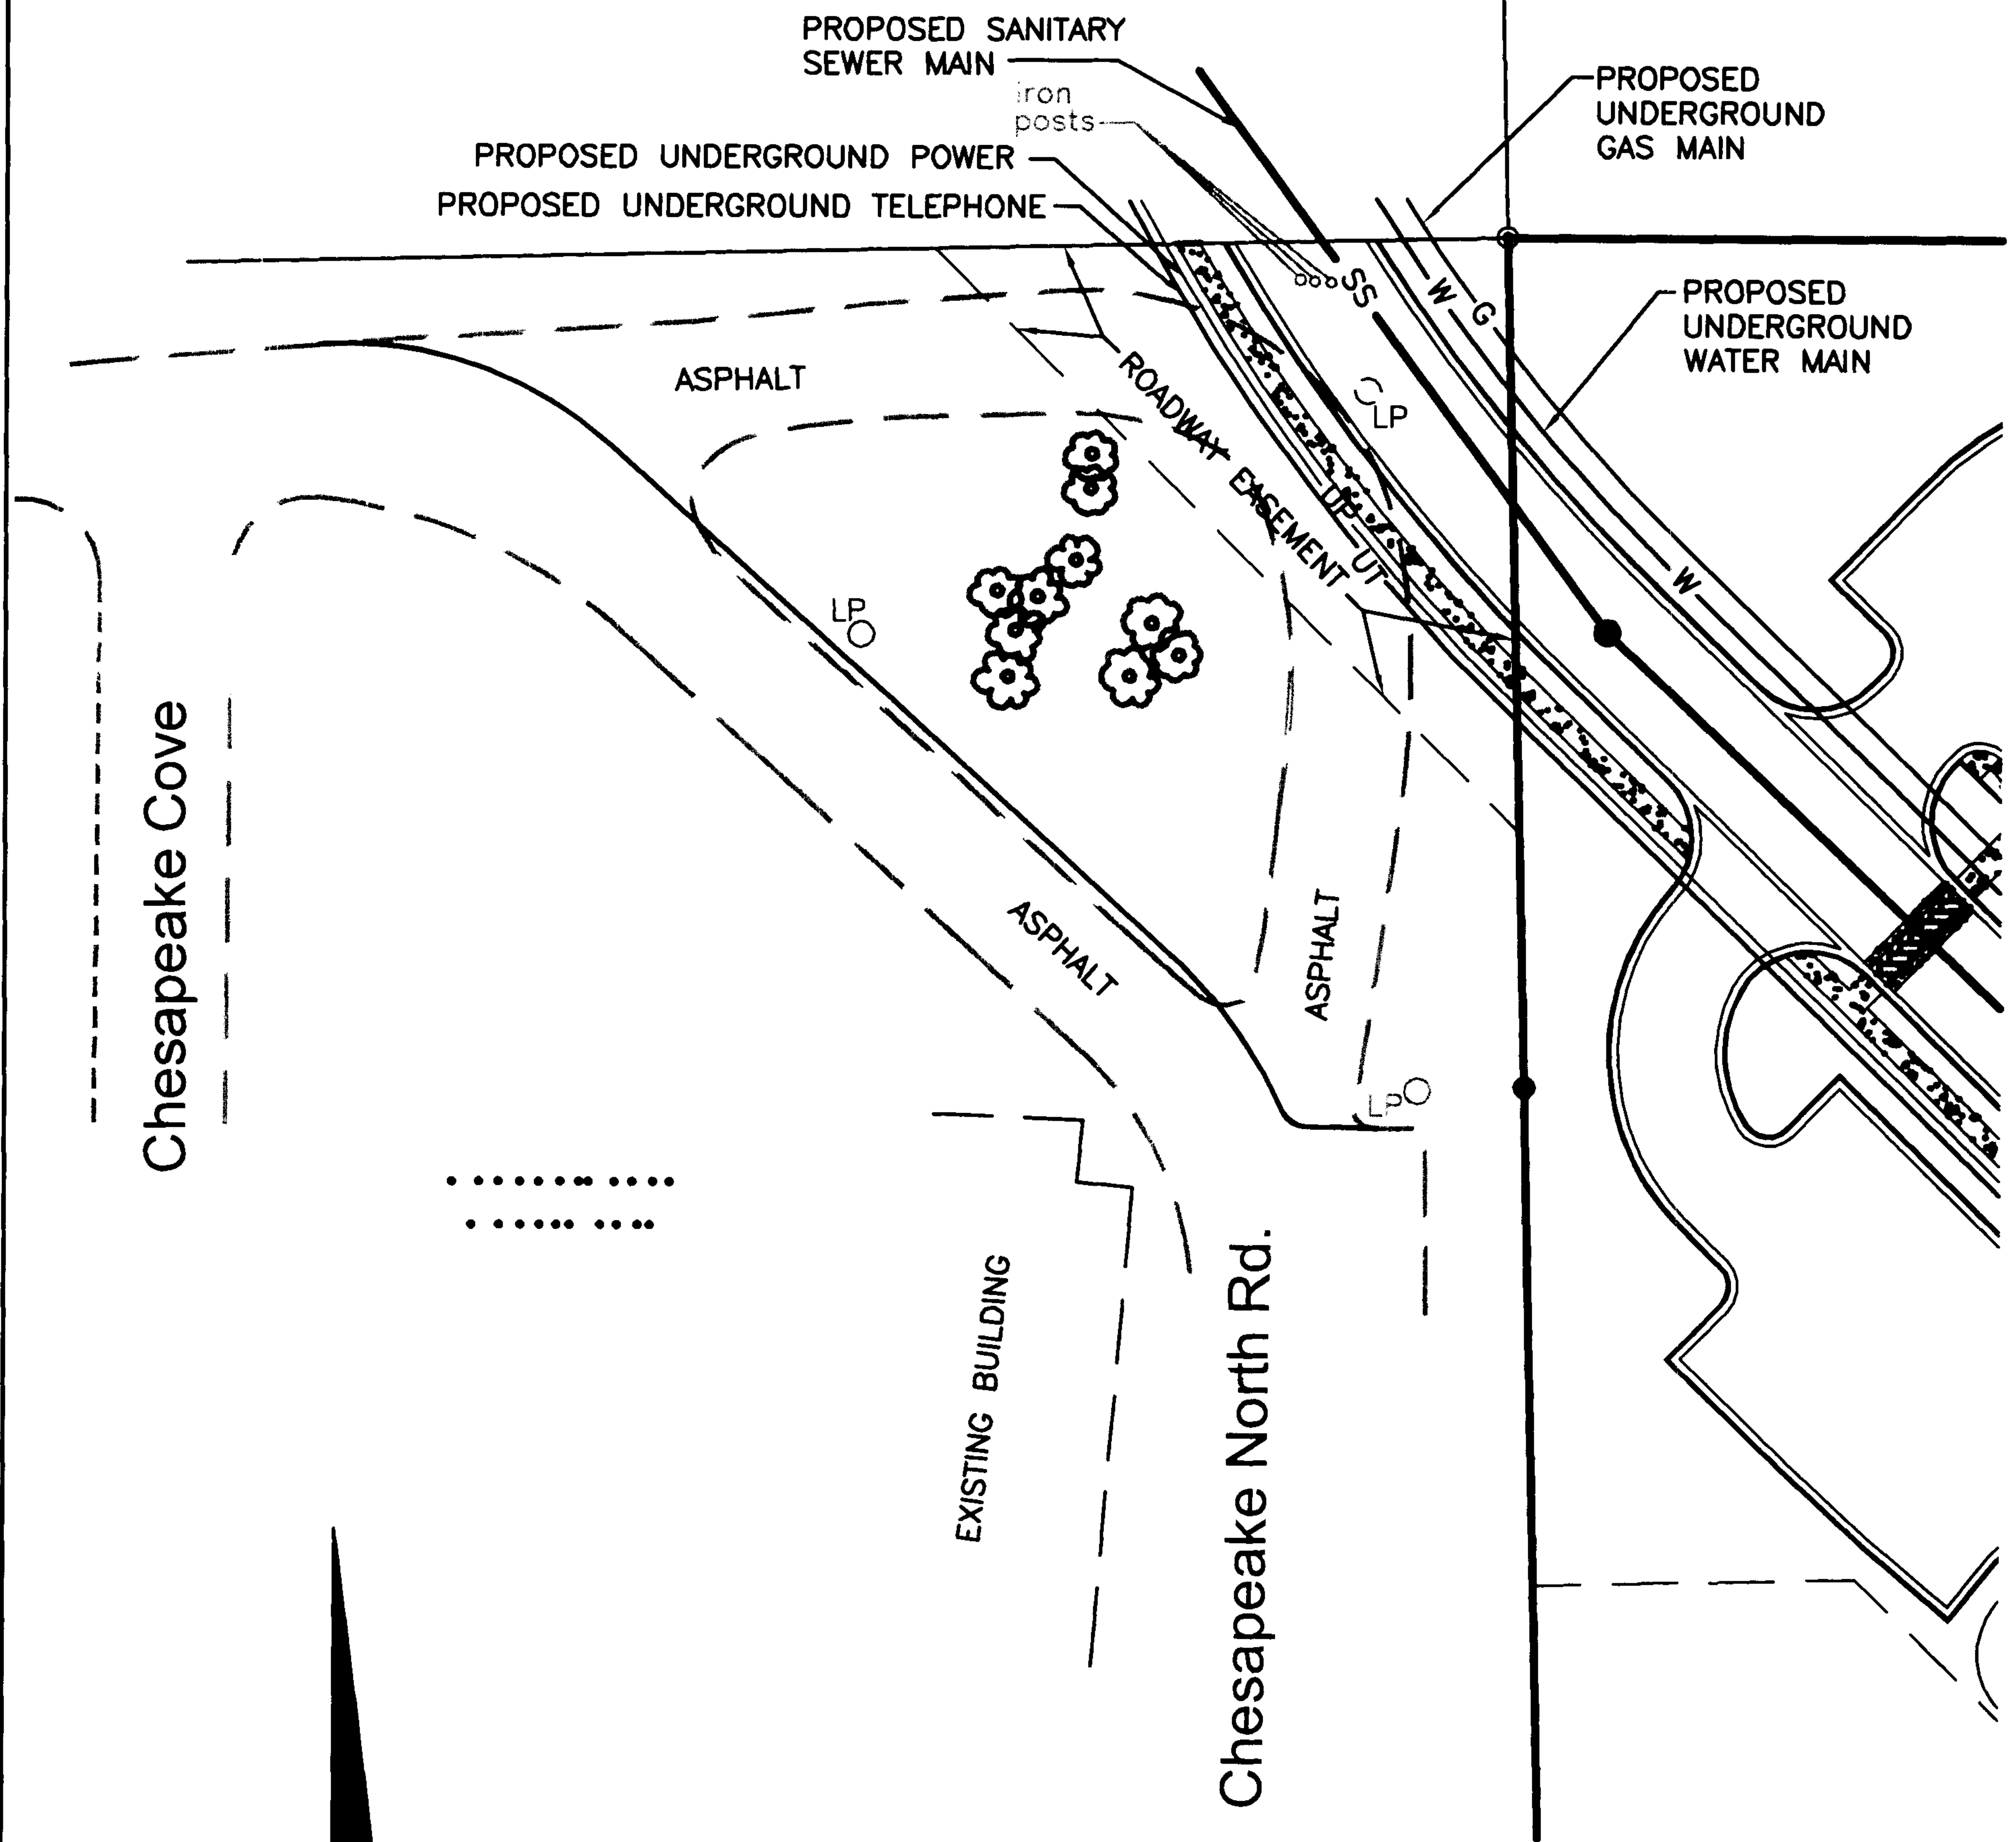 PROPOSED SANITARY
SEWER MAIN
iron
posts
PROPOSED UNDERGROUND POWER
PROPOSED UNDERGROUND TELEPHONE
PROPOSED
UNDERGROUND
GAS MAIN
PROPOSED
UNDERGROUND
WATER MAIN
SS
W
G
ASPHALT
LP
ROADWAY EASEMENT
UP
UT
W
LP
Chesapeake Cove
ASPHALT
ASPHALT
LP
EXISTING BUILDING
Chesapeake North Rd.